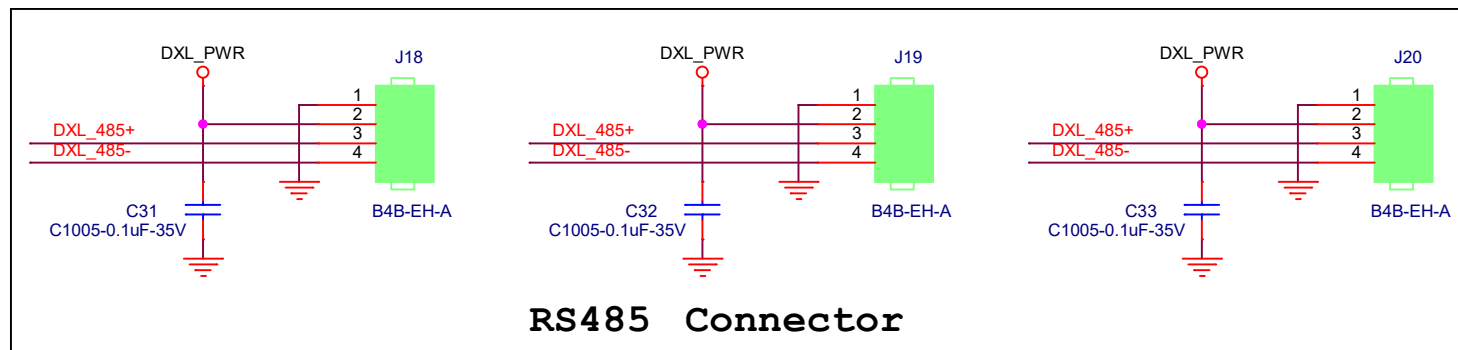 DXL_PWR
J18
1
2
DXL_485+
3
DXL_485-
4
C31
C1005-0.1uF-35V
B4B-EH-A
DXL_PWR
J19
1
2
DXL_485+
3
DXL_485-
4
C32
C1005-0.1uF-35V
B4B-EH-A
DXL_PWR
J20
1
2
DXL_485+
3
DXL_485-
4
C33
C1005-0.1uF-35V
B4B-EH-A
RS485 Connector